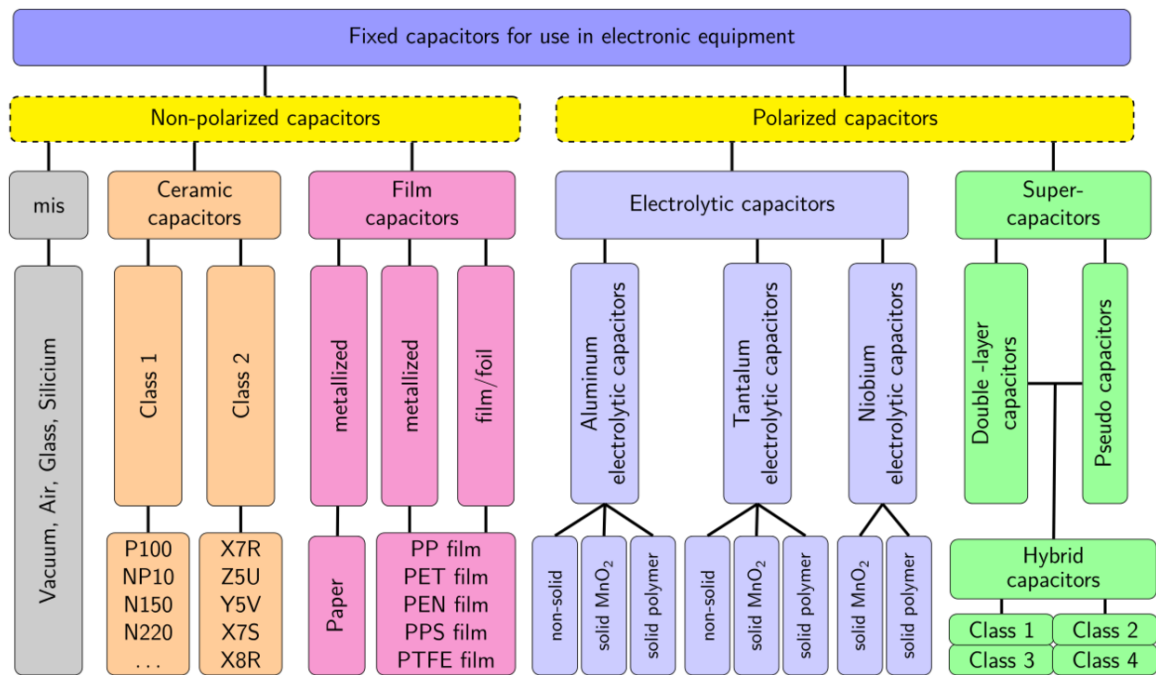 Fixed capacitors for use in electronic equipment
Non-polarized capacitors
Polarized capacitors
mis
Ceramic
capacitors
Film
capacitors
Electrolytic capacitors
Super-
capacitors
Vacuum, Air, Glass, Silicium
Class 1
Class 2
metallized
metallized
film/foil
Aluminum
electrolytic capacitors
Tantalum
electrolytic capacitors
Niobium
electrolytic capacitors
Double -layer
capacitors
Pseudo capacitors
P100
NP10
N150
N220
...
X7R
Z5U
Y5V
X7S
X8R
Paper
PP film
PET film
PEN film
PPS film
PTFE film
non-solid
solid MnO₂
solid polymer
non-solid
solid MnO₂
solid polymer
solid MnO₂
solid polymer
Hybrid
capacitors
Class 1
Class 2
Class 3
Class 4